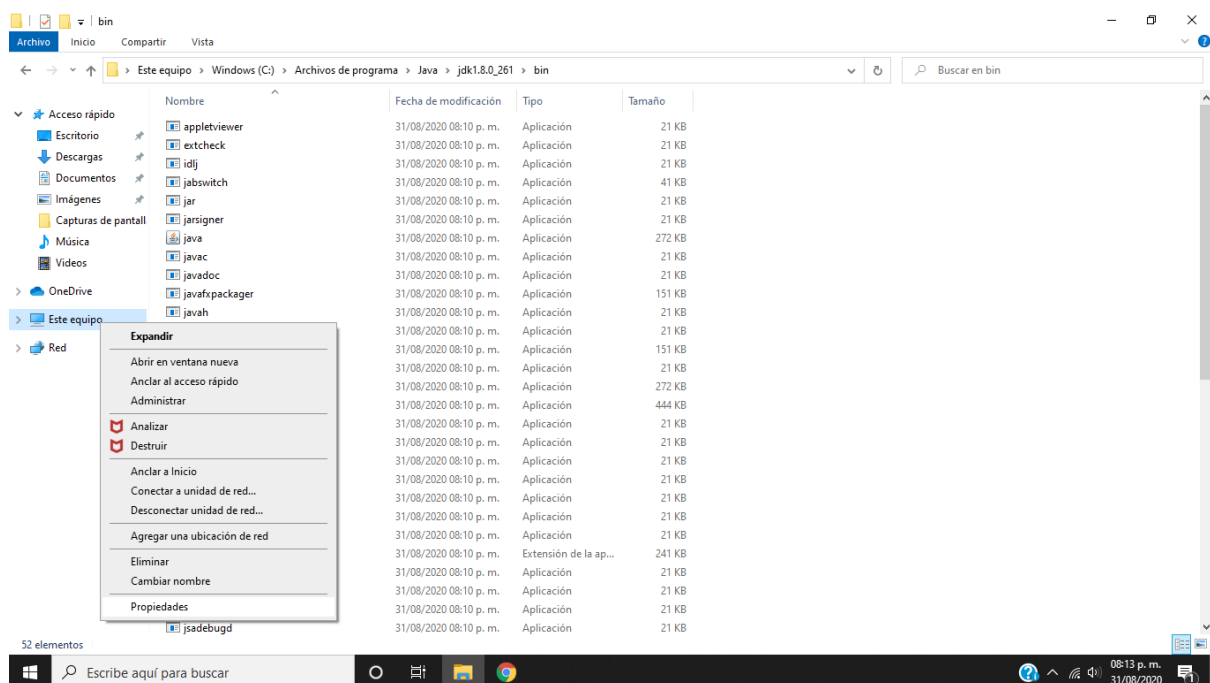 bin
Archivo Inicio Compartir Vista
Este equipo > Windows (C:) > Archivos de programa > Java > jdk1.8.0_261 > bin
Buscar en bin
Nombre Fecha de modificación Tipo Tamaño
Acceso rápido
Escritorio
Descargas
Documentos
Imágenes
Capturas de pantall
Música
Videos
OneDrive
Este equipo
Red
appletviewer 31/08/2020 08:10 p. m. Aplicación 21 KB
extcheck 31/08/2020 08:10 p. m. Aplicación 21 KB
idlj 31/08/2020 08:10 p. m. Aplicación 21 KB
jabswitch 31/08/2020 08:10 p. m. Aplicación 41 KB
jar 31/08/2020 08:10 p. m. Aplicación 21 KB
jarsigner 31/08/2020 08:10 p. m. Aplicación 21 KB
java 31/08/2020 08:10 p. m. Aplicación 272 KB
javac 31/08/2020 08:10 p. m. Aplicación 21 KB
javadoc 31/08/2020 08:10 p. m. Aplicación 21 KB
javafxpackager 31/08/2020 08:10 p. m. Aplicación 151 KB
javah 31/08/2020 08:10 p. m. Aplicación 21 KB
31/08/2020 08:10 p. m. Aplicación 21 KB
31/08/2020 08:10 p. m. Aplicación 151 KB
31/08/2020 08:10 p. m. Aplicación 21 KB
31/08/2020 08:10 p. m. Aplicación 272 KB
31/08/2020 08:10 p. m. Aplicación 444 KB
31/08/2020 08:10 p. m. Aplicación 21 KB
31/08/2020 08:10 p. m. Aplicación 21 KB
31/08/2020 08:10 p. m. Aplicación 21 KB
31/08/2020 08:10 p. m. Aplicación 21 KB
31/08/2020 08:10 p. m. Aplicación 21 KB
31/08/2020 08:10 p. m. Aplicación 21 KB
31/08/2020 08:10 p. m. Aplicación 21 KB
31/08/2020 08:10 p. m. Extensión de la ap... 241 KB
31/08/2020 08:10 p. m. Aplicación 21 KB
31/08/2020 08:10 p. m. Aplicación 21 KB
31/08/2020 08:10 p. m. Aplicación 21 KB
jsadebugd 31/08/2020 08:10 p. m. Aplicación 21 KB
Expandir
Abrir en ventana nueva
Anclar al acceso rápido
Administrar
Analizar
Destruir
Anclar a Inicio
Conectar a unidad de red...
Desconectar unidad de red...
Agregar una ubicación de red
Eliminar
Cambiar nombre
Propiedades
52 elementos
Escribe aquí para buscar
08:13 p. m.
31/08/2020
1